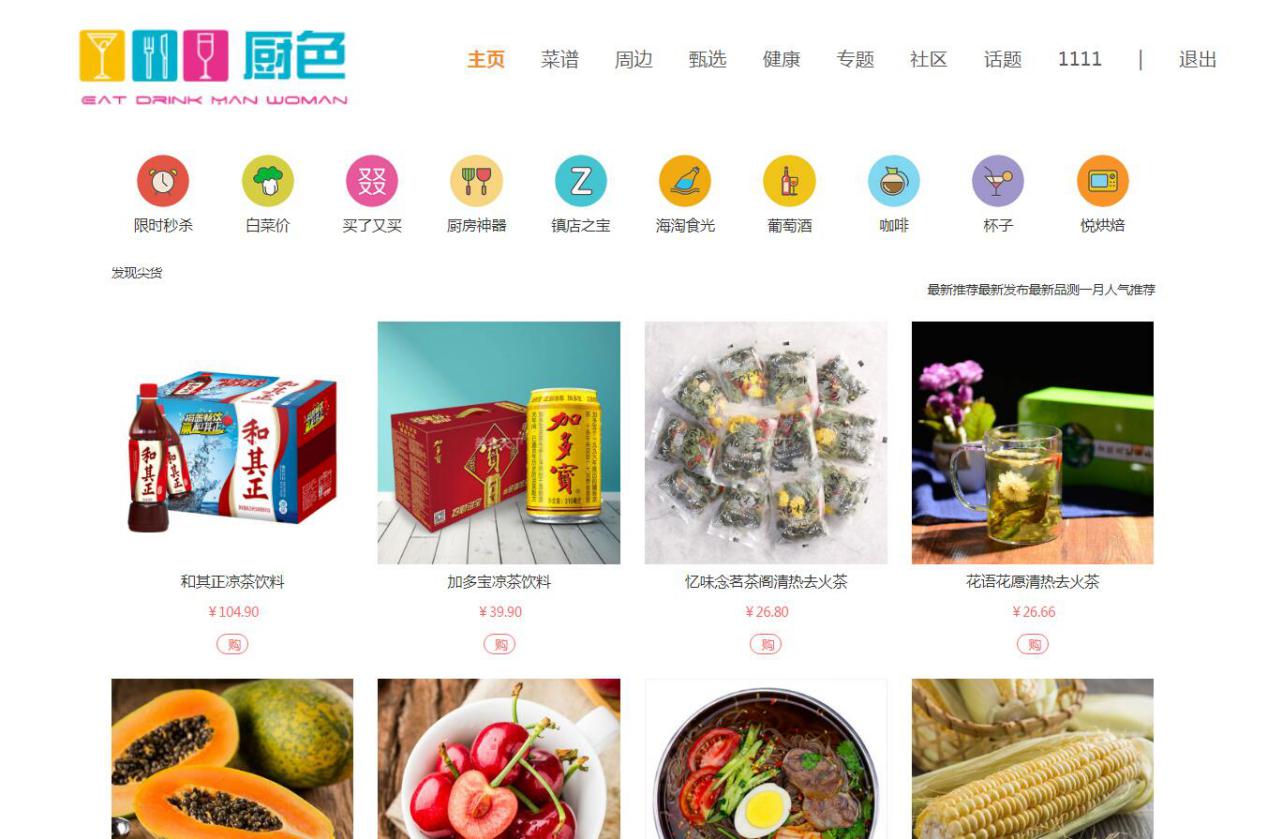 厨色
EAT DRINK MAN WOMAN
主页 菜谱 周边 甄选 健康 专题 社区 话题 1111 | 退出
双双
Z
限时秒杀 白菜价 买了又买 厨房神器 镇店之宝 海淘食光 葡萄酒 咖啡 杯子 悦烘焙
发现尖货
最新推荐最新发布最新品测一月人气推荐
和其正
和其正
加多寶
和其正凉茶饮料 加多宝凉茶饮料 忆味念茗茶阁清热去火茶 花语花愿清热去火茶
￥104.90 ￥39.90 ￥26.80 ￥26.66
购 购 购 购